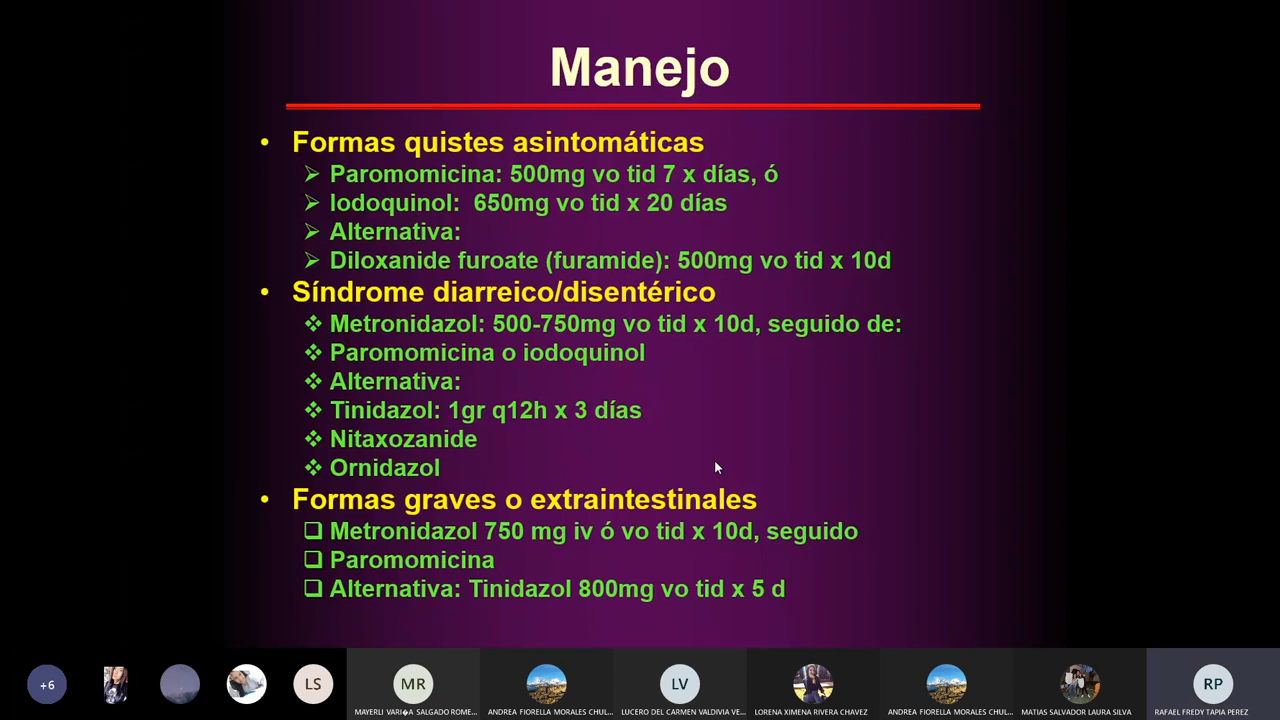 Manejo
• Formas quistes asintomáticas
➢ Paromomicina: 500mg vo tid 7 x días, ó
➢ Iodoquinol: 650mg vo tid x 20 días
➢ Alternativa:
➢ Diloxanide furoate (furamide): 500mg vo tid x 10d
• Síndrome diarreico/disentérico
❖ Metronidazol: 500-750mg vo tid x 10d, seguido de:
❖ Paromomicina o iodoquinol
❖ Alternativa:
❖ Tinidazol: 1gr q12h x 3 días
❖ Nitaxozanide
❖ Ornidazol
• Formas graves o extraintestinales
❑ Metronidazol 750 mg iv ó vo tid x 10d, seguido
❑ Paromomicina
❑ Alternativa: Tinidazol 800mg vo tid x 5 d
+6
LS
MR
LV
RP
MAYERLI VARI�A SALGADO ROME...
ANDREA FIORELLA MORALES CHUL...
LUCERO DEL CARMEN VALDIVIA VE...
LORENA XIMENA RIVERA CHAVEZ
ANDREA FIORELLA MORALES CHUL...
MATIAS SALVADOR LAURA SILVA
RAFAEL FREDY TAPIA PEREZ